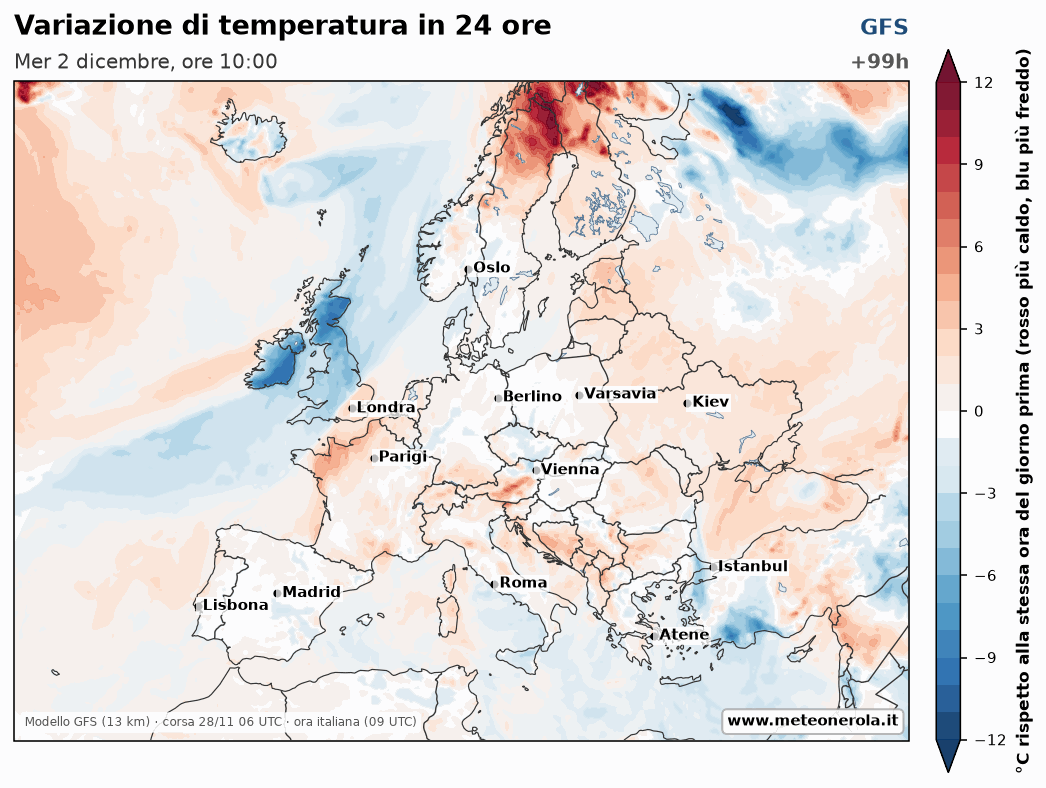 Variazione di temperatura in 24 ore
GFS
Mer 2 dicembre, ore 10:00
+99h
Oslo
Londra
Berlino
Varsavia
Kiev
Parigi
Vienna
Istanbul
Roma
Madrid
Lisbona
Atene
Modello GFS (13 km) · corsa 28/11 06 UTC · ora italiana (09 UTC)
www.meteonerola.it
12
9
6
3
0
−3
−6
−9
−12
°C rispetto alla stessa ora del giorno prima (rosso più caldo, blu più freddo)